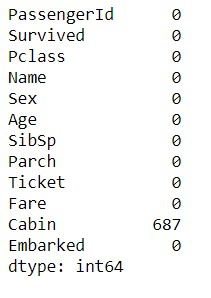 PassengerId 0
Survived 0
Pclass 0
Name 0
Sex 0
Age 0
SibSp 0
Parch 0
Ticket 0
Fare 0
Cabin 687
Embarked 0
dtype: int64